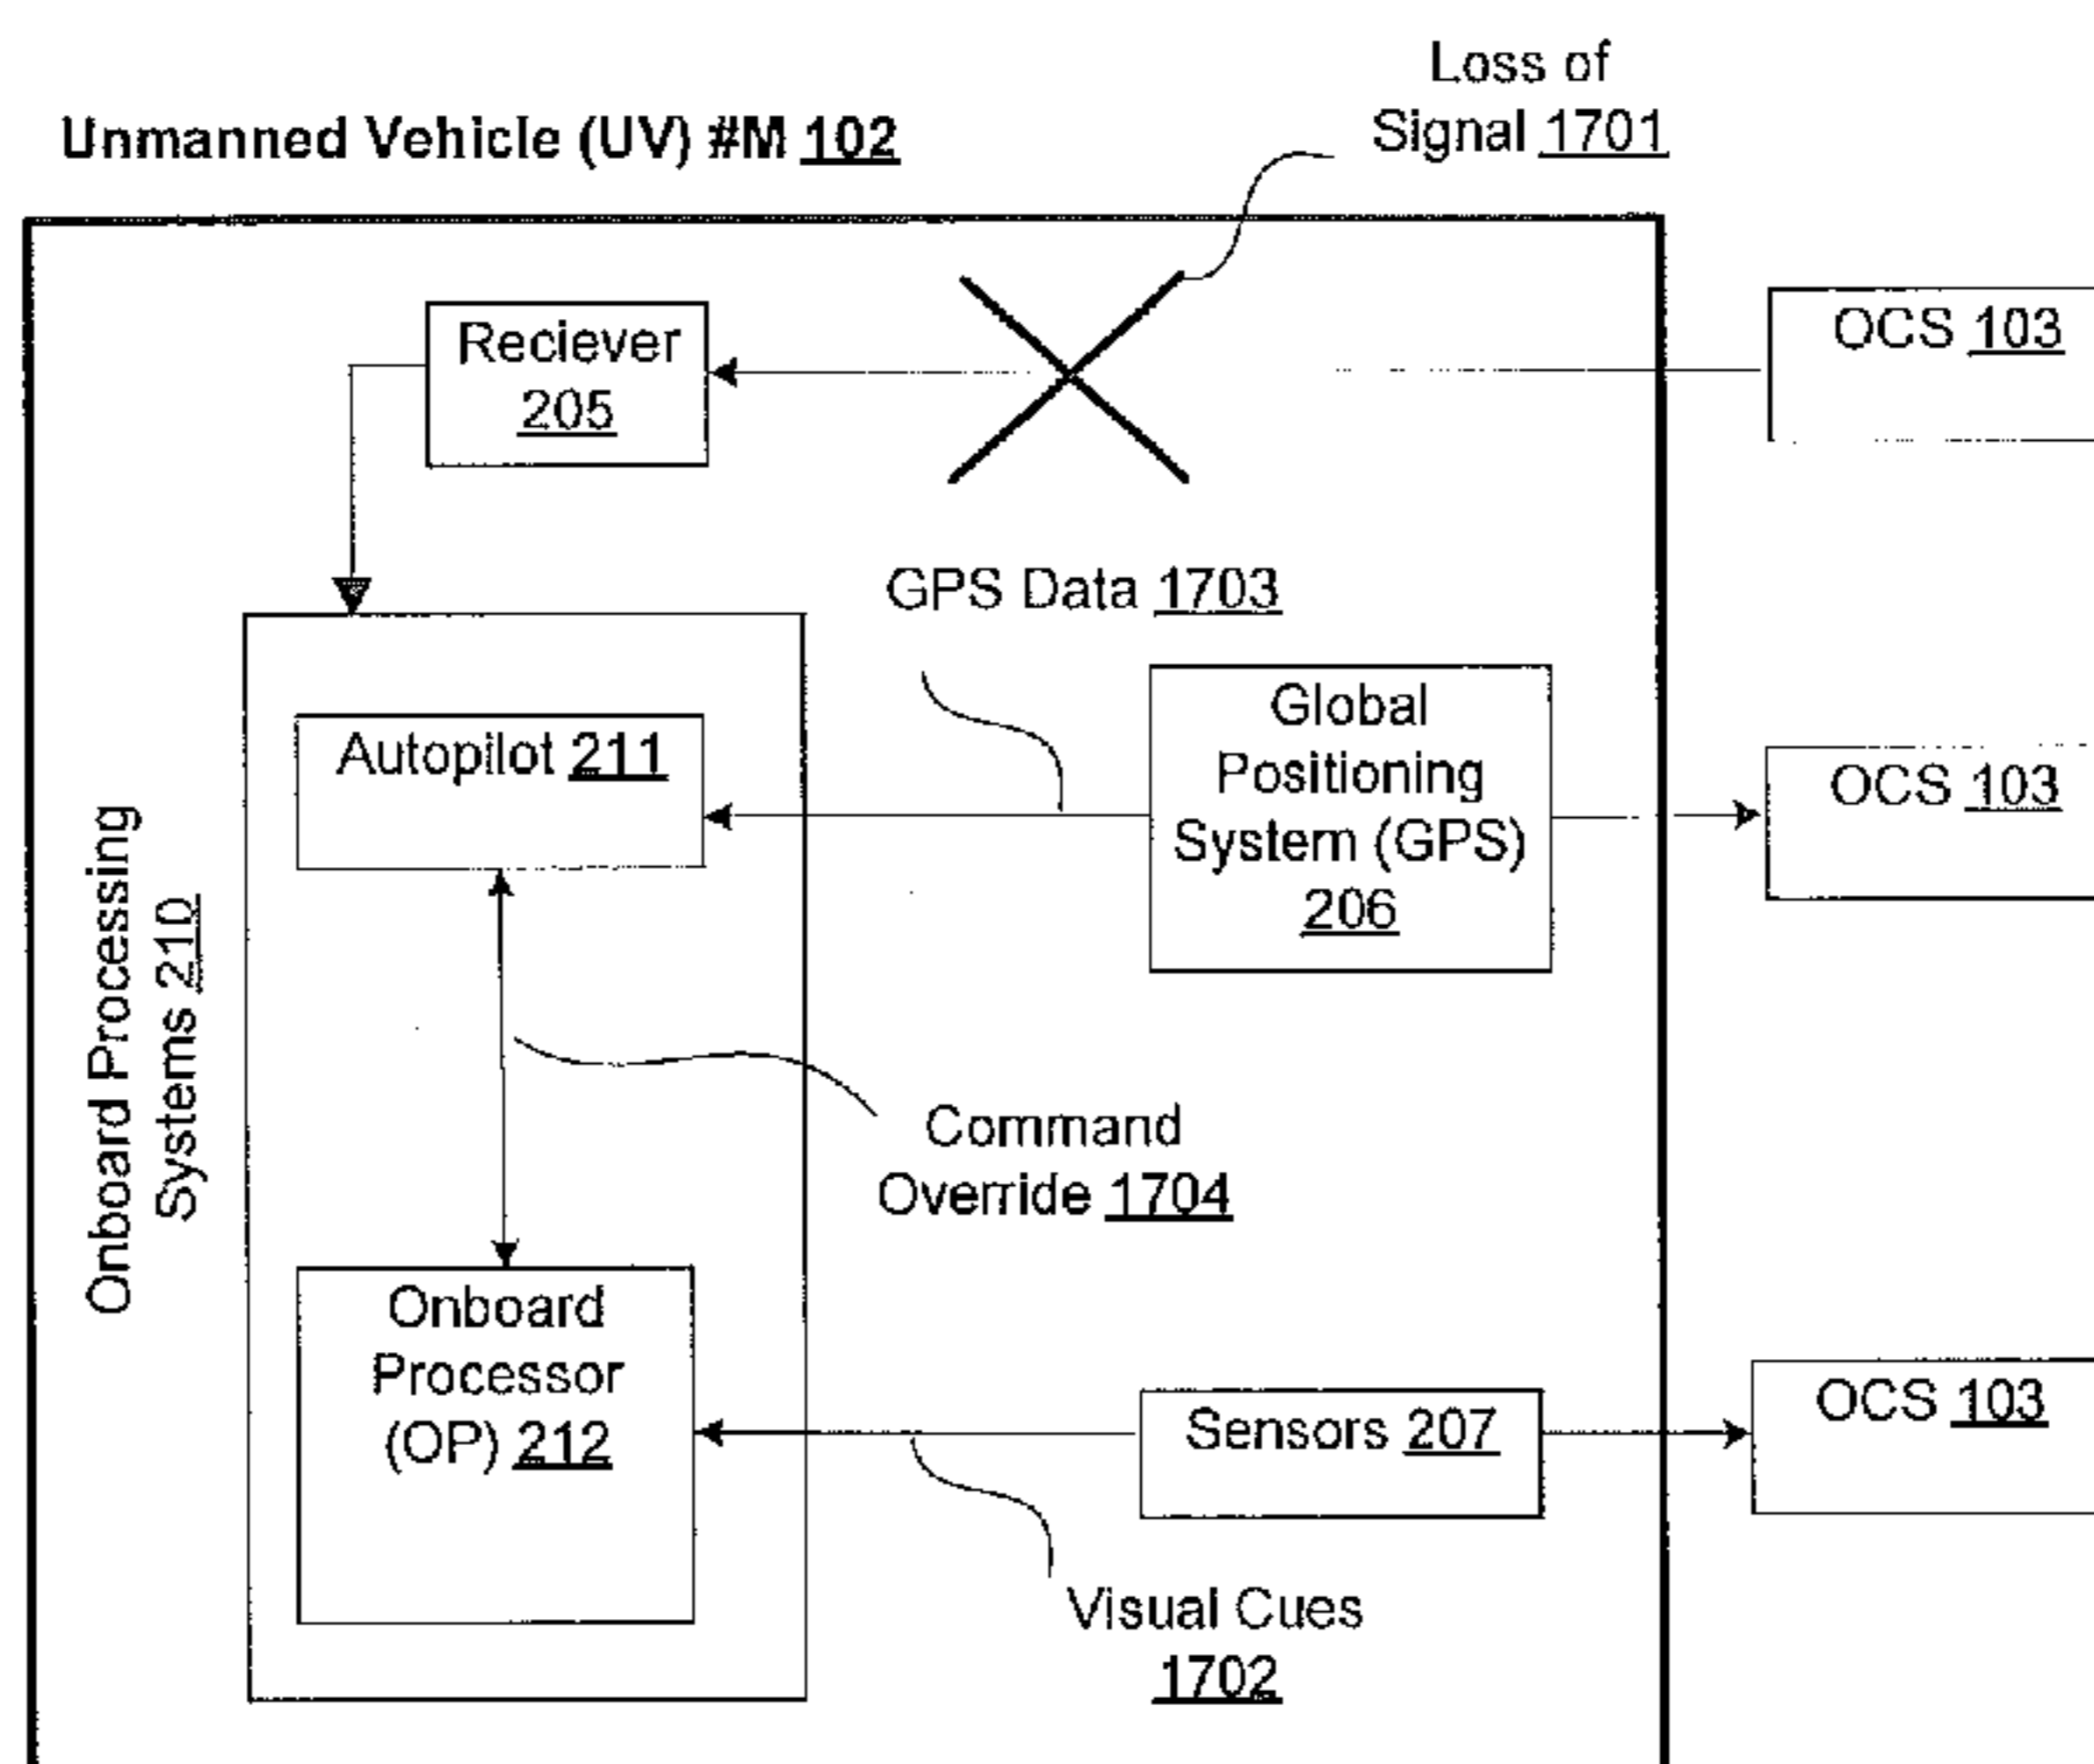 Loss of
Signal 1701
Unmanned Vehicle (UV) #M 102
Reciever
205
OCS 103
GPS Data 1703
Autopilot 211
Global
Positioning
System (GPS)
206
OCS 103
Onboard Processing
Systems 210
Command
Override 1704
Onboard
Processor
(OP) 212
Sensors 207
OCS 103
Visual Cues
1702